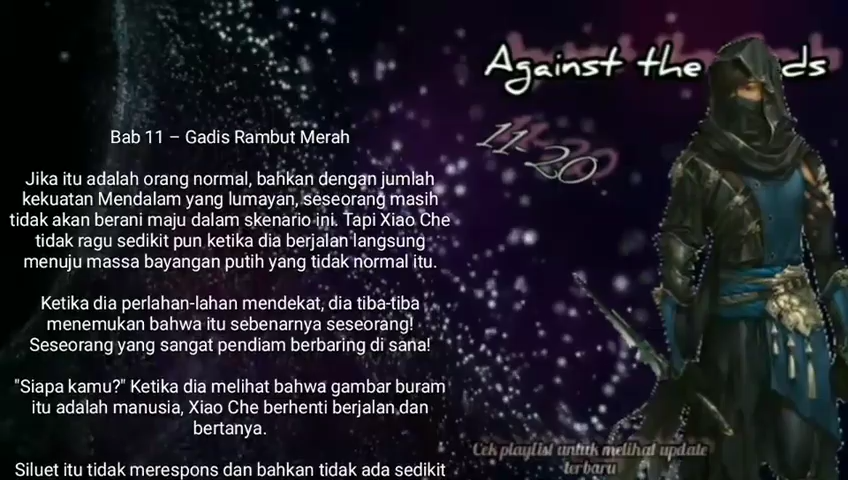 Bab 11 – Gadis Rambut Merah
Jika itu adalah orang normal, bahkan dengan jumlah
kekuatan Mendalam yang lumayan, seseorang masih
tidak akan berani maju dalam skenario ini. Tapi Xiao Che
tidak ragu sedikit pun ketika dia berjalan langsung
menuju massa bayangan putih yang tidak normal itu.
Ketika dia perlahan-lahan mendekat, dia tiba-tiba
menemukan bahwa itu sebenarnya seseorang!
Seseorang yang sangat pendiam berbaring di sana!
"Siapa kamu?" Ketika dia melihat bahwa gambar buram
itu adalah manusia, Xiao Che berhenti berjalan dan
bertanya.
Siluet itu tidak merespons dan bahkan tidak ada sedikit
Against the ds
11-20
Cek playlist untuk melihat update
terbaru